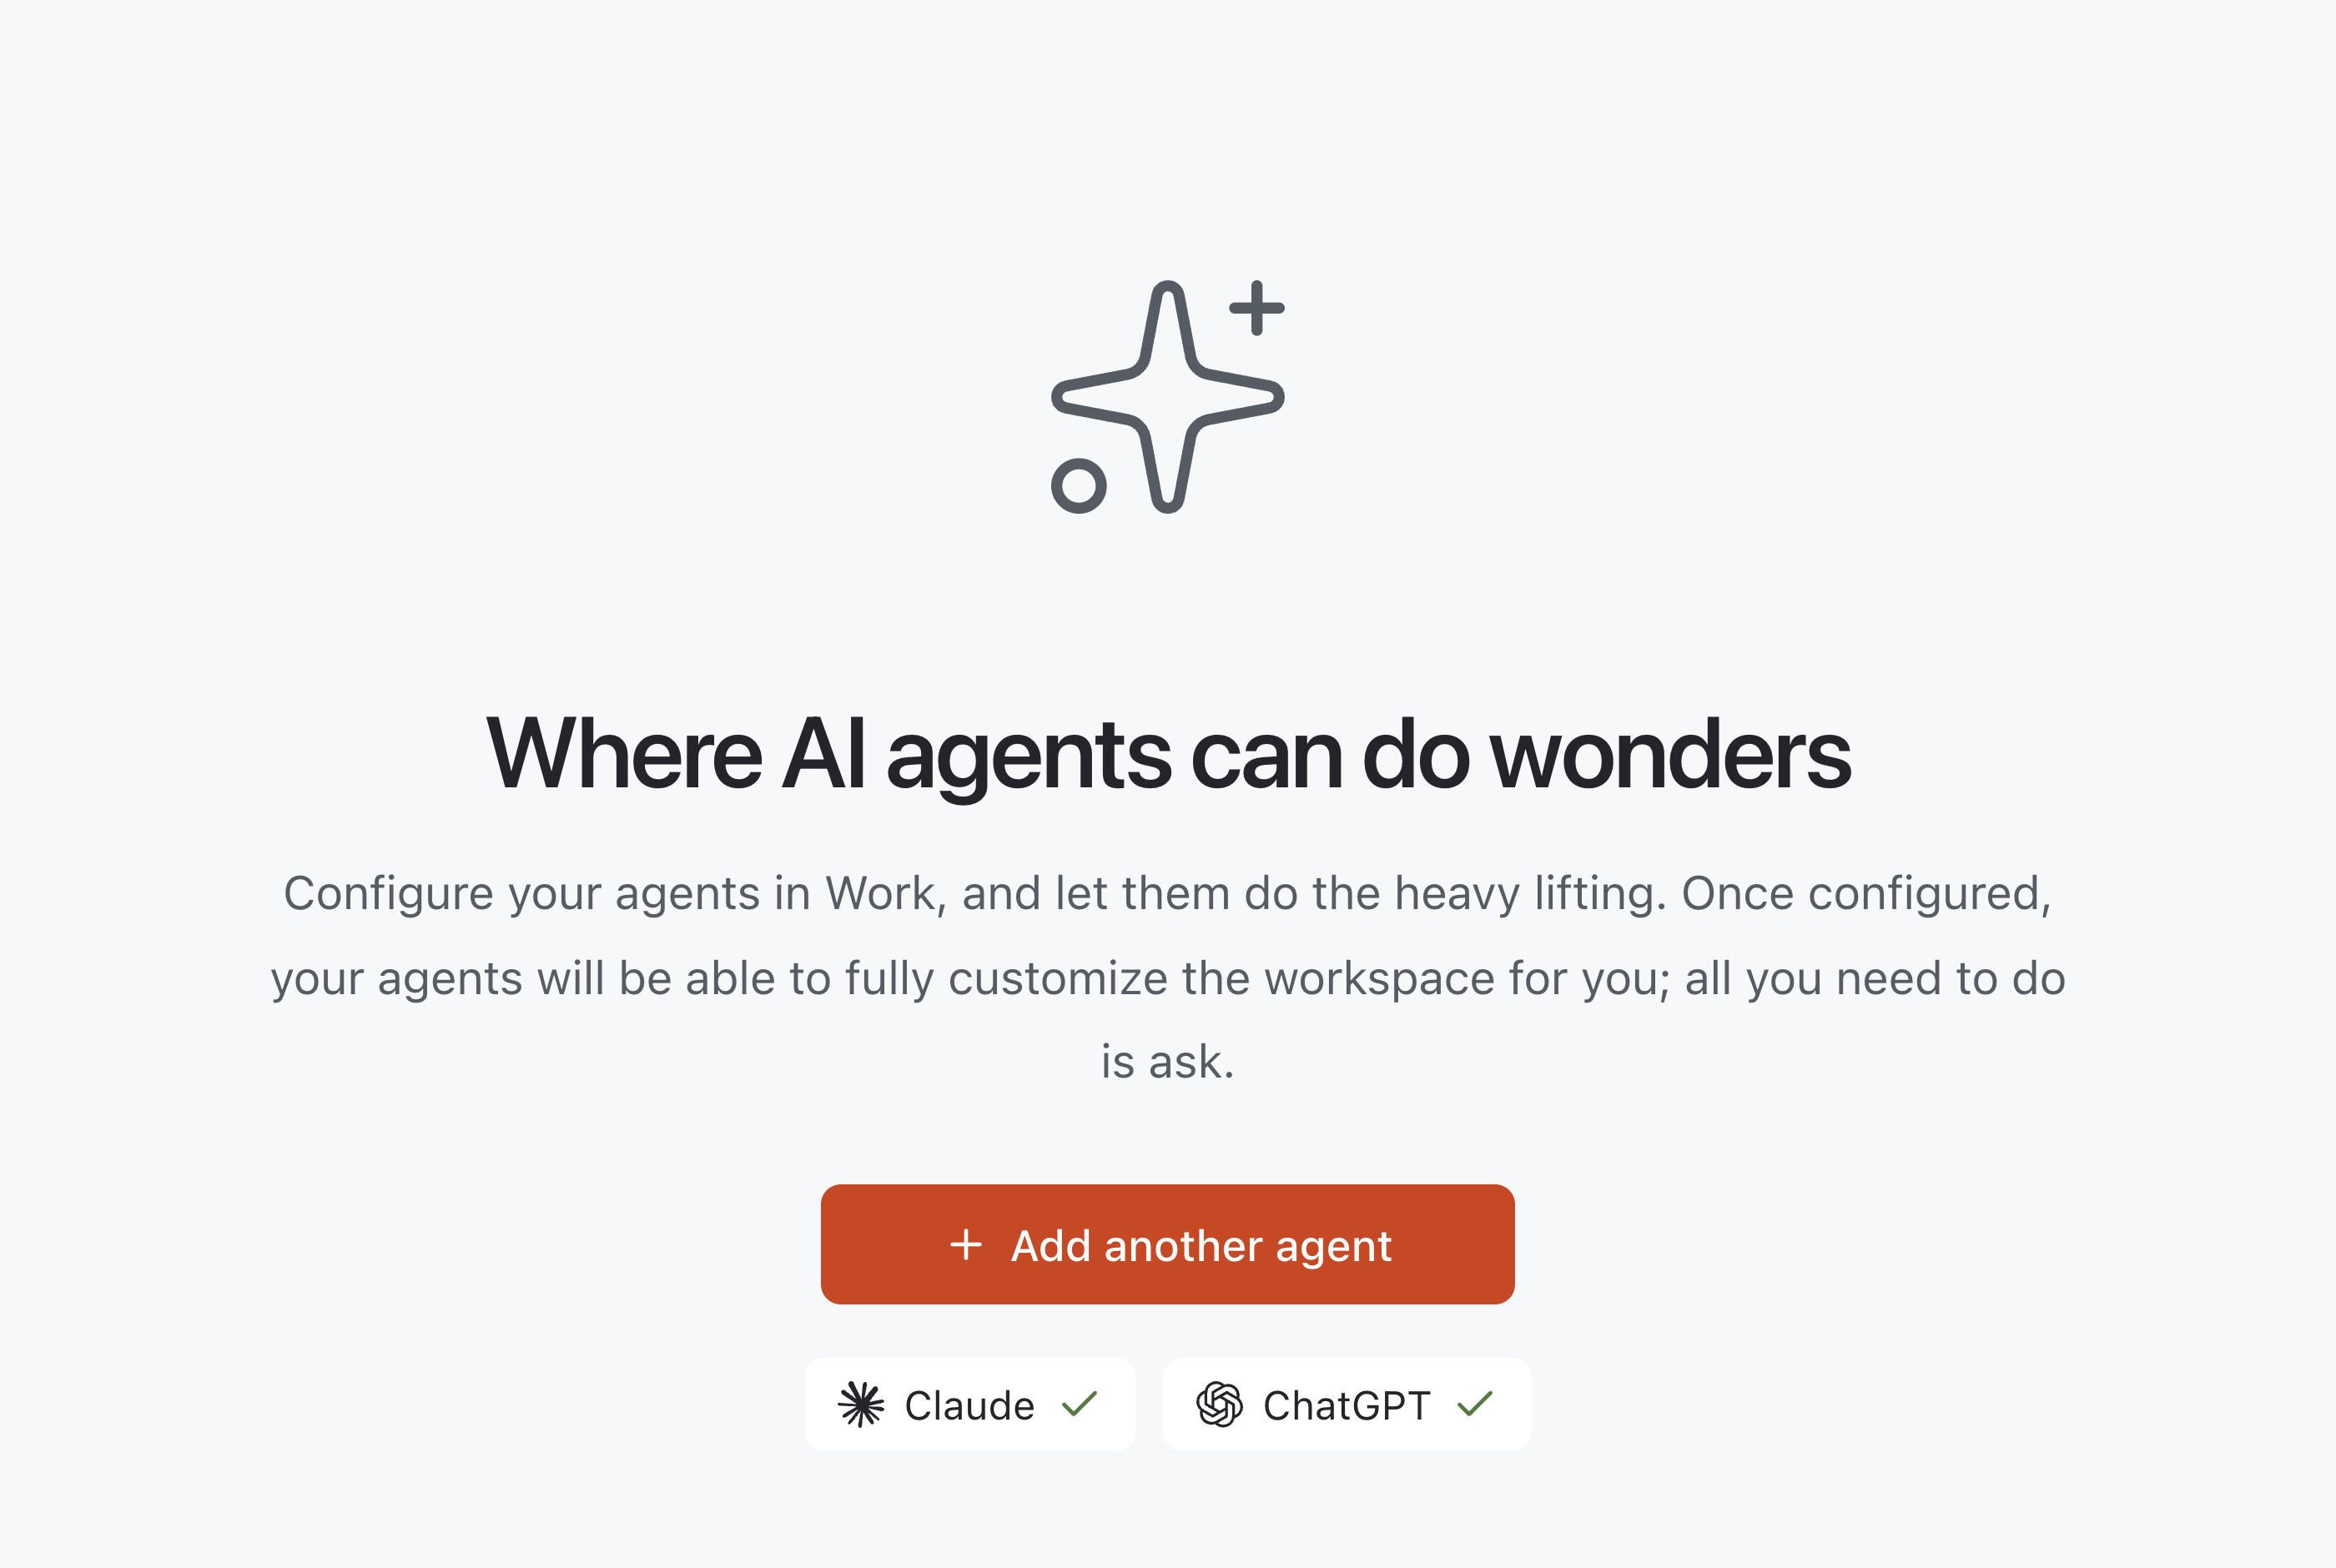 Where AI agents can do wonders
Configure your agents in Work, and let them do the heavy lifting. Once configured,
your agents will be able to fully customize the workspace for you; all you need to do
is ask.
Add another agent
Claude
ChatGPT